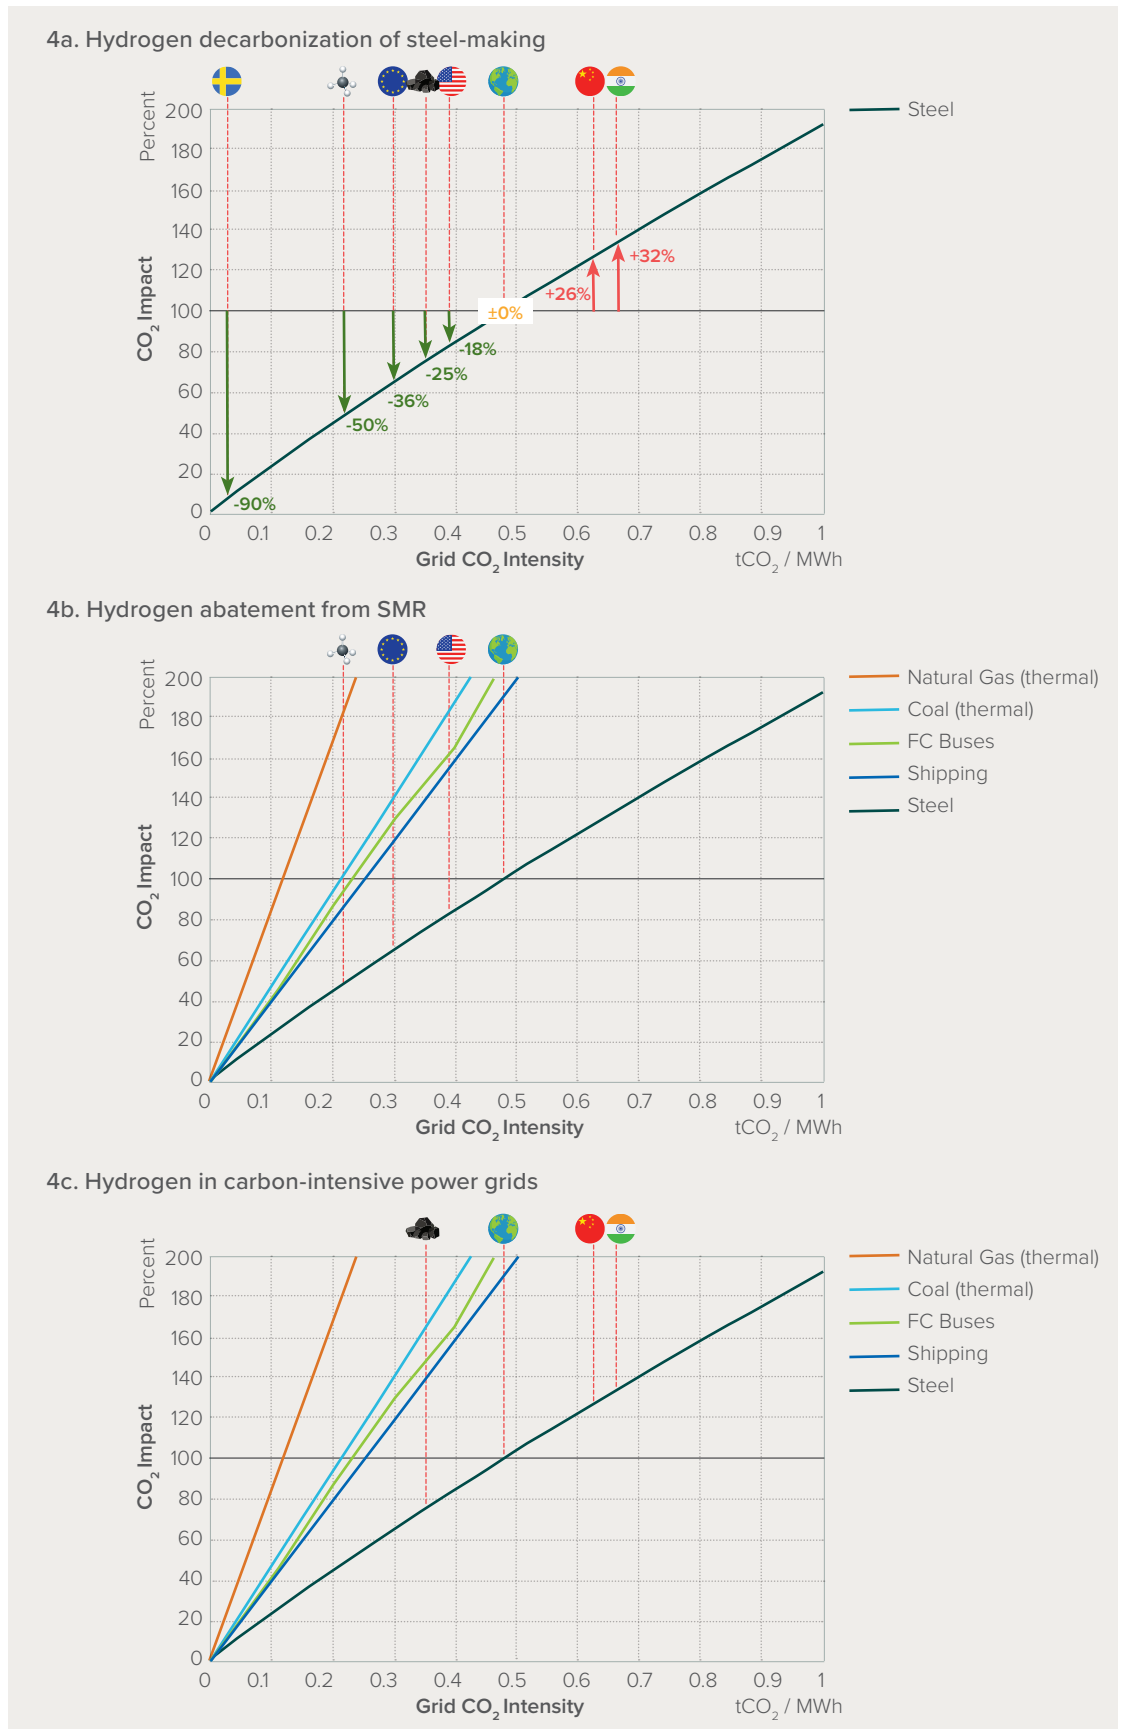 4a. Hydrogen decarbonization of steel-making
Percent
CO2 Impact
200
180
160
140
120
100
80
60
40
20
0
Steel
+32%
+26%
±0%
-18%
-25%
-36%
-50%
-90%
0 0.1 0.2 0.3 0.4 0.5 0.6 0.7 0.8 0.9 1
Grid CO2 Intensity tCO2 / MWh
4b. Hydrogen abatement from SMR
Percent
CO2 Impact
200
180
160
140
120
100
80
60
40
20
0
Natural Gas (thermal)
Coal (thermal)
FC Buses
Shipping
Steel
0 0.1 0.2 0.3 0.4 0.5 0.6 0.7 0.8 0.9 1
Grid CO2 Intensity tCO2 / MWh
4c. Hydrogen in carbon-intensive power grids
Percent
CO2 Impact
200
180
160
140
120
100
80
60
40
20
0
Natural Gas (thermal)
Coal (thermal)
FC Buses
Shipping
Steel
0 0.1 0.2 0.3 0.4 0.5 0.6 0.7 0.8 0.9 1
Grid CO2 Intensity tCO2 / MWh